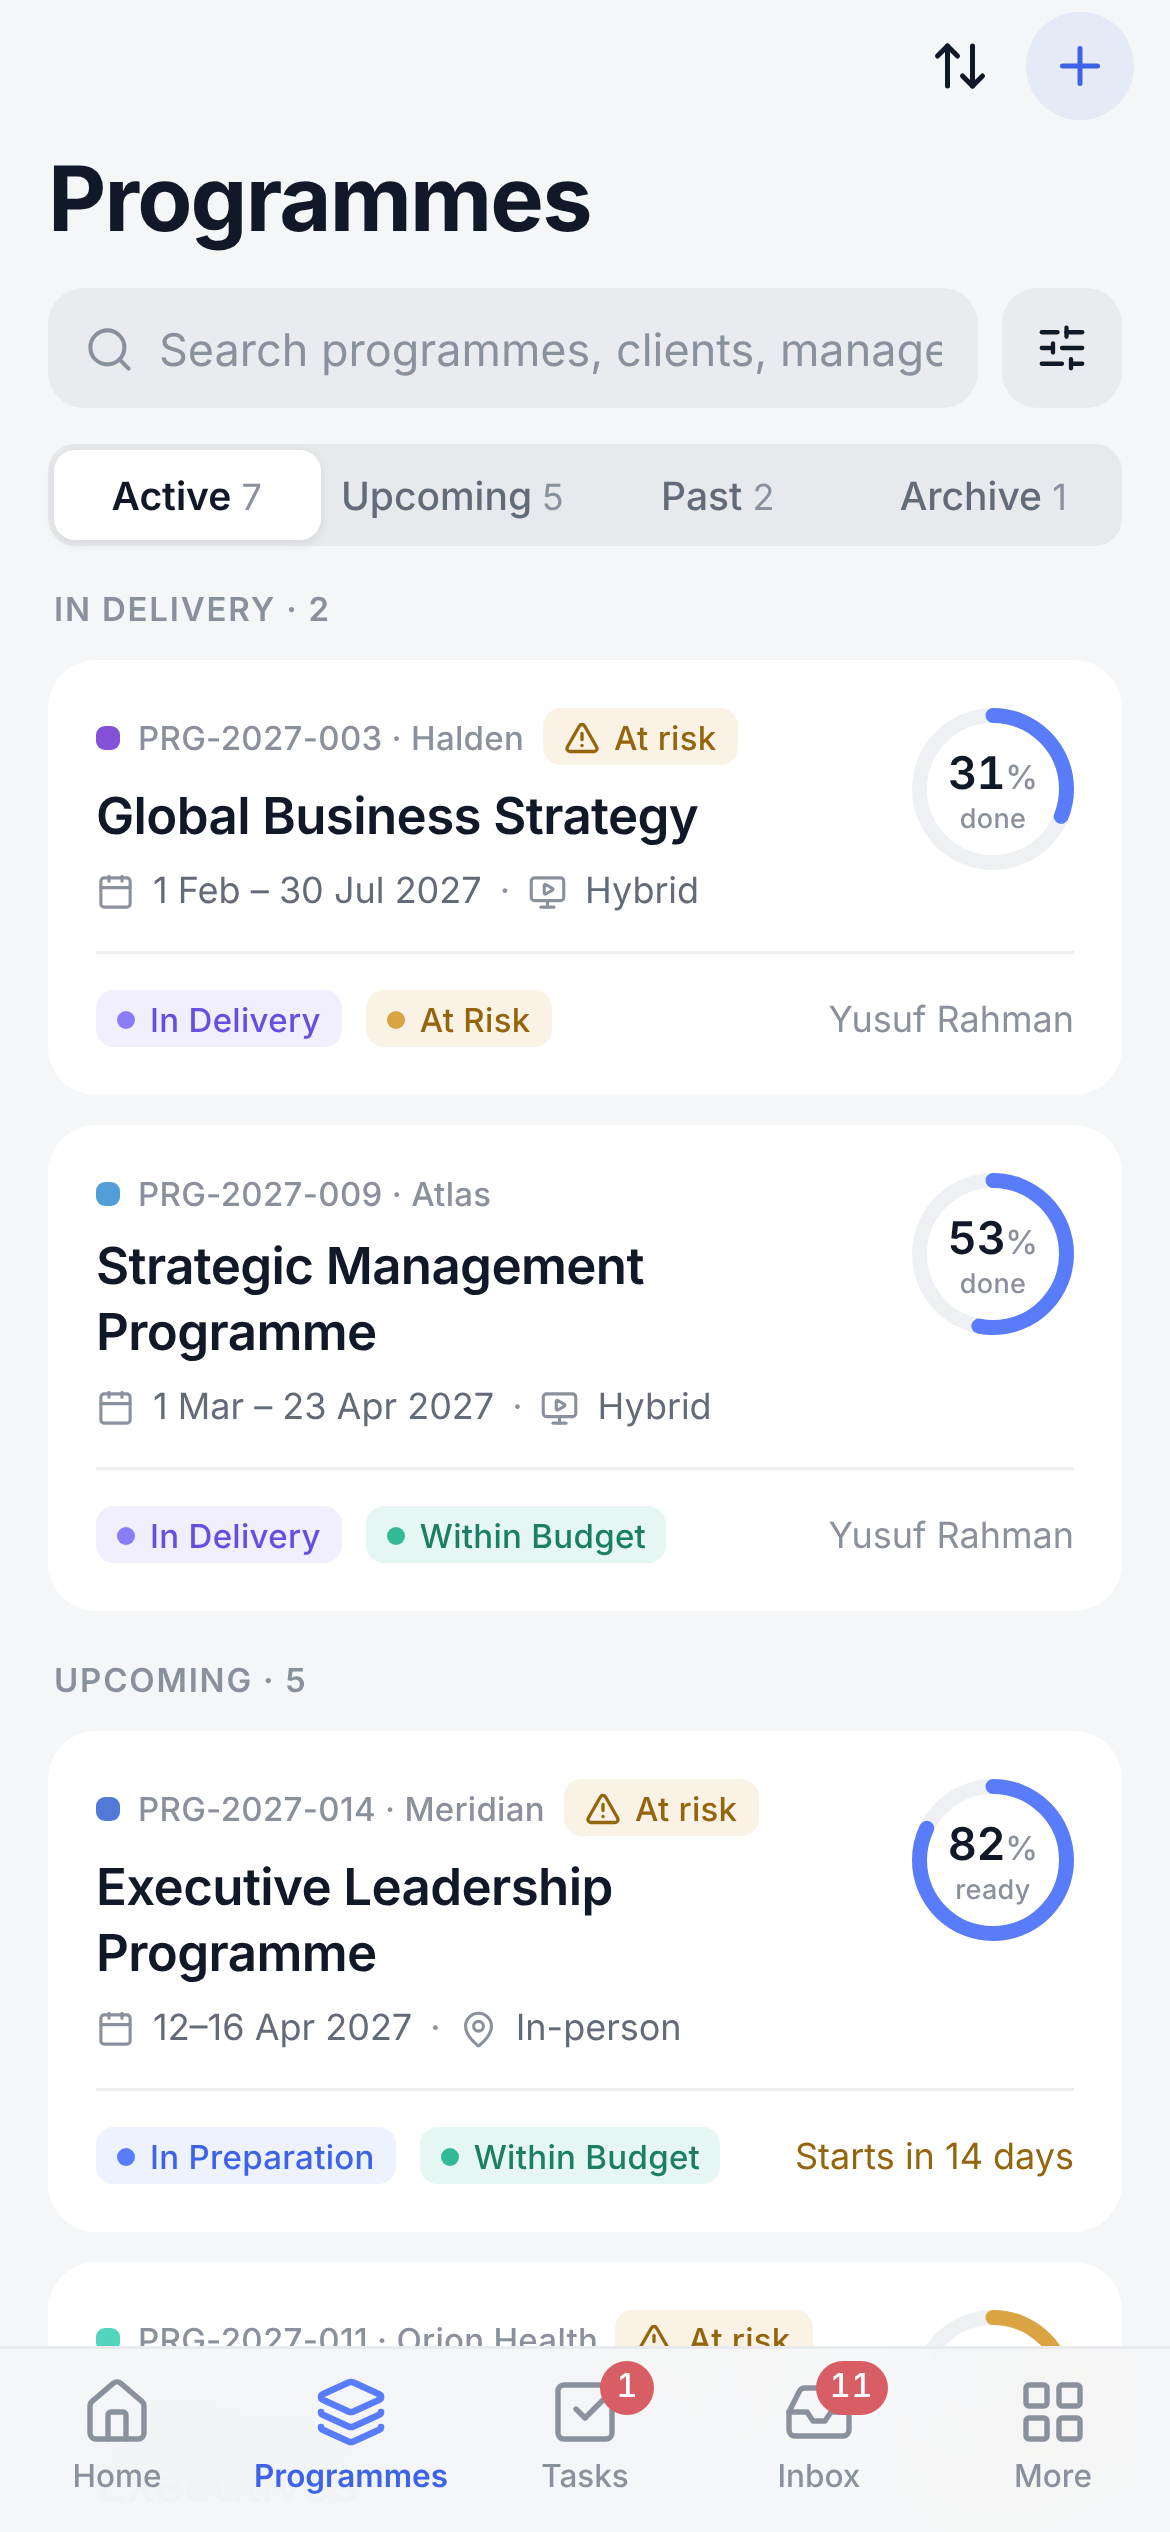 Programmes
Search programmes, clients, manage
Active 7
Upcoming 5
Past 2
Archive 1
IN DELIVERY · 2
PRG-2027-003 · Halden
At risk
31%
done
Global Business Strategy
1 Feb – 30 Jul 2027 · Hybrid
In Delivery
At Risk
Yusuf Rahman
PRG-2027-009 · Atlas
53%
done
Strategic Management
Programme
1 Mar – 23 Apr 2027 · Hybrid
In Delivery
Within Budget
Yusuf Rahman
UPCOMING · 5
PRG-2027-014 · Meridian
At risk
82%
ready
Executive Leadership
Programme
12–16 Apr 2027 · In-person
In Preparation
Within Budget
Starts in 14 days
PRG-2027-011 · Orion Health
At risk
1
11
Home
Programmes
Tasks
Inbox
More